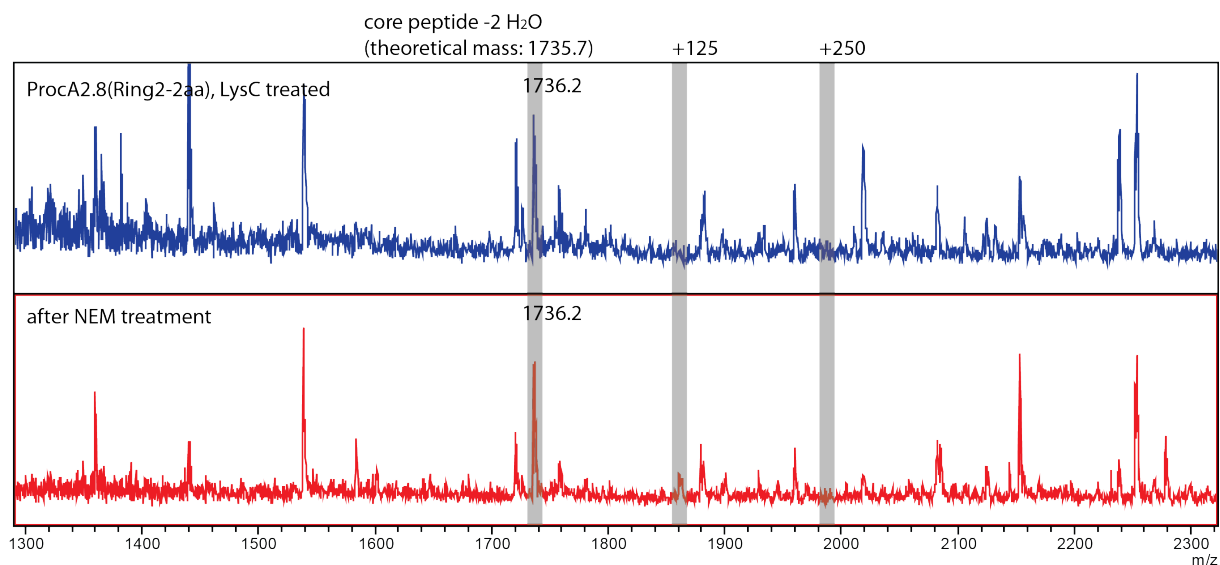 core peptide -2 H₂O
(theoretical mass: 1735.7)
+125
+250
ProcA2.8(Ring2-2aa), LysC treated
1736.2
after NEM treatment
1736.2
1300 1400 1500 1600 1700 1800 1900 2000 2100 2200 2300
m/z